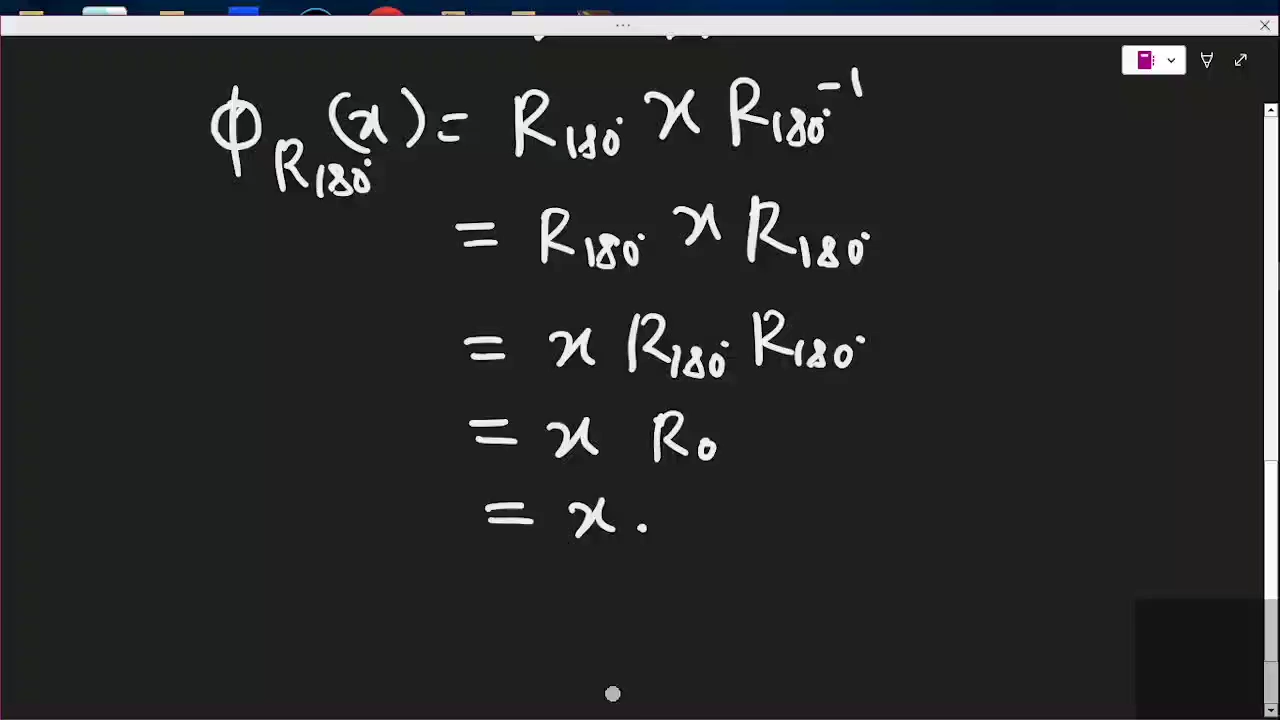 ϕ_{R_{180°}}(x) = R_{180°} x R_{180°}^{-1}
= R_{180°} x R_{180°}
= x R_{180°} R_{180°}
= x R_0
= x .